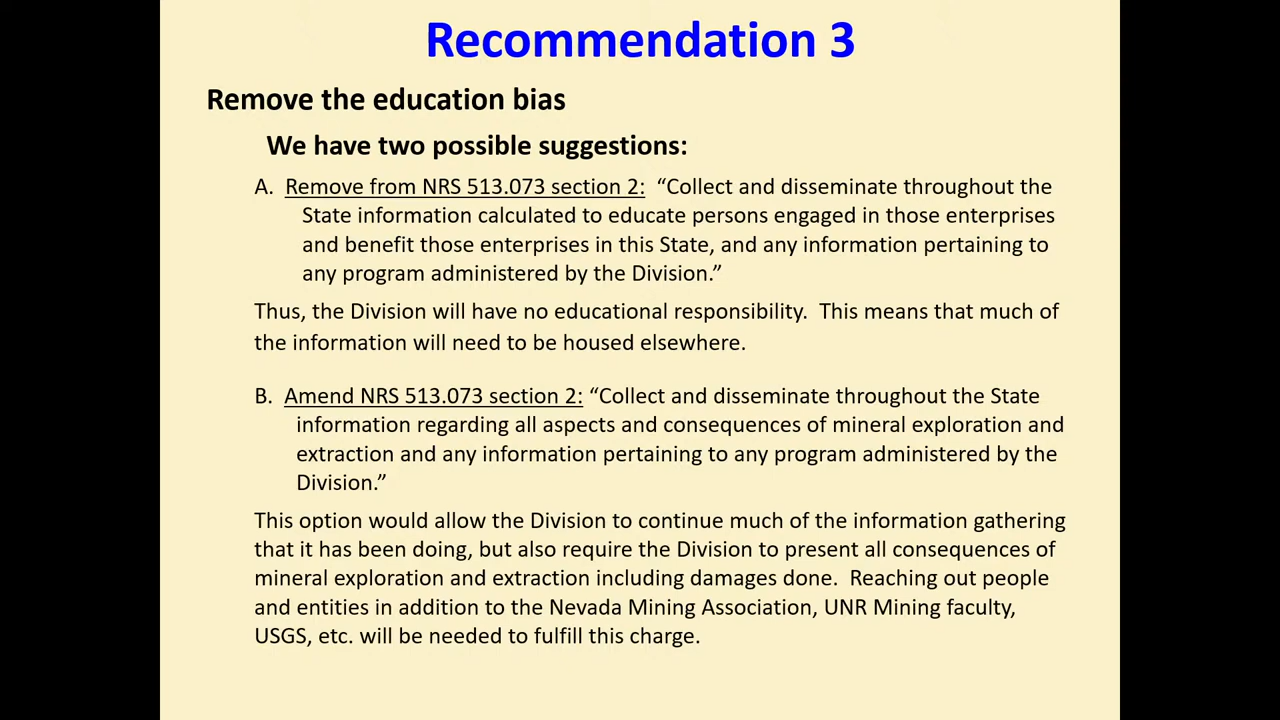 Recommendation 3
Remove the education bias
We have two possible suggestions:
A. Remove from NRS 513.073 section 2: “Collect and disseminate throughout the
State information calculated to educate persons engaged in those enterprises
and benefit those enterprises in this State, and any information pertaining to
any program administered by the Division.”
Thus, the Division will have no educational responsibility. This means that much of
the information will need to be housed elsewhere.
B. Amend NRS 513.073 section 2: “Collect and disseminate throughout the State
information regarding all aspects and consequences of mineral exploration and
extraction and any information pertaining to any program administered by the
Division.”
This option would allow the Division to continue much of the information gathering
that it has been doing, but also require the Division to present all consequences of
mineral exploration and extraction including damages done. Reaching out people
and entities in addition to the Nevada Mining Association, UNR Mining faculty,
USGS, etc. will be needed to fulfill this charge.